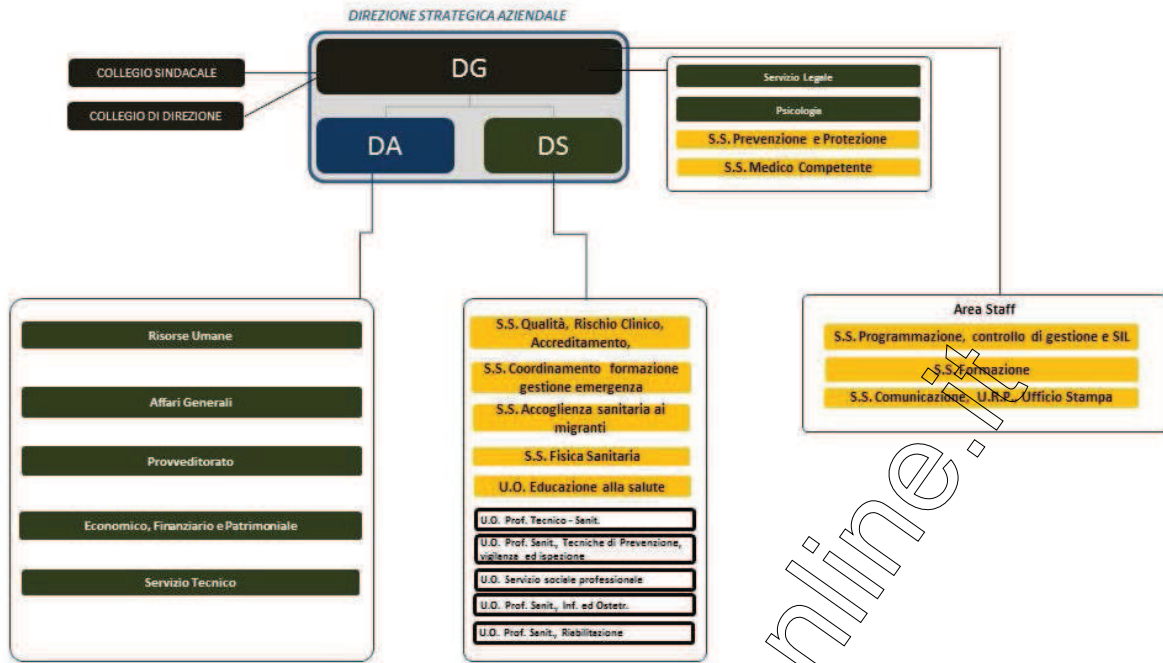 DIREZIONE STRATEGICA AZIENDALE
DG
DA
DS
COLLEGIO SINDACALE
COLLEGIO DI DIREZIONE
Servizio Legale
Psicologia
S.S. Prevenzione e Protezione
S.S. Medico Competente
Risorse Umane
Affari Generali
Provveditorato
Economico, Finanziario e Patrimoniale
Servizio Tecnico
S.S. Qualità, Rischio Clinico,
Accreditamento,
S.S. Coordinamento formazione
gestione emergenza
S.S. Accoglienza sanitaria ai
migranti
S.S. Fisica Sanitaria
U.O. Educazione alla salute
U.O. Prof. Tecnico - Sanit.
U.O. Prof. Sanit., Tecniche di Prevenzione,
vigilanza ed ispezione
U.O. Servizio sociale professionale
U.O. Prof. Sanit., Inf. ed Ostetr.
U.O. Prof. Sanit., Riabilitazione
Area Staff
S.S. Programmazione, controllo di gestione e SIL
S.S. Formazione
S.S. Comunicazione, U.R.P., Ufficio Stampa
nline.it